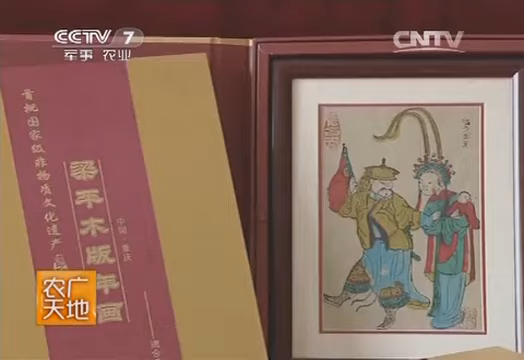 CCTV 7
军事 农业
CNTV
首批国家级非物质文化遗产
梁平木版年画
中国·重庆
农广
天地